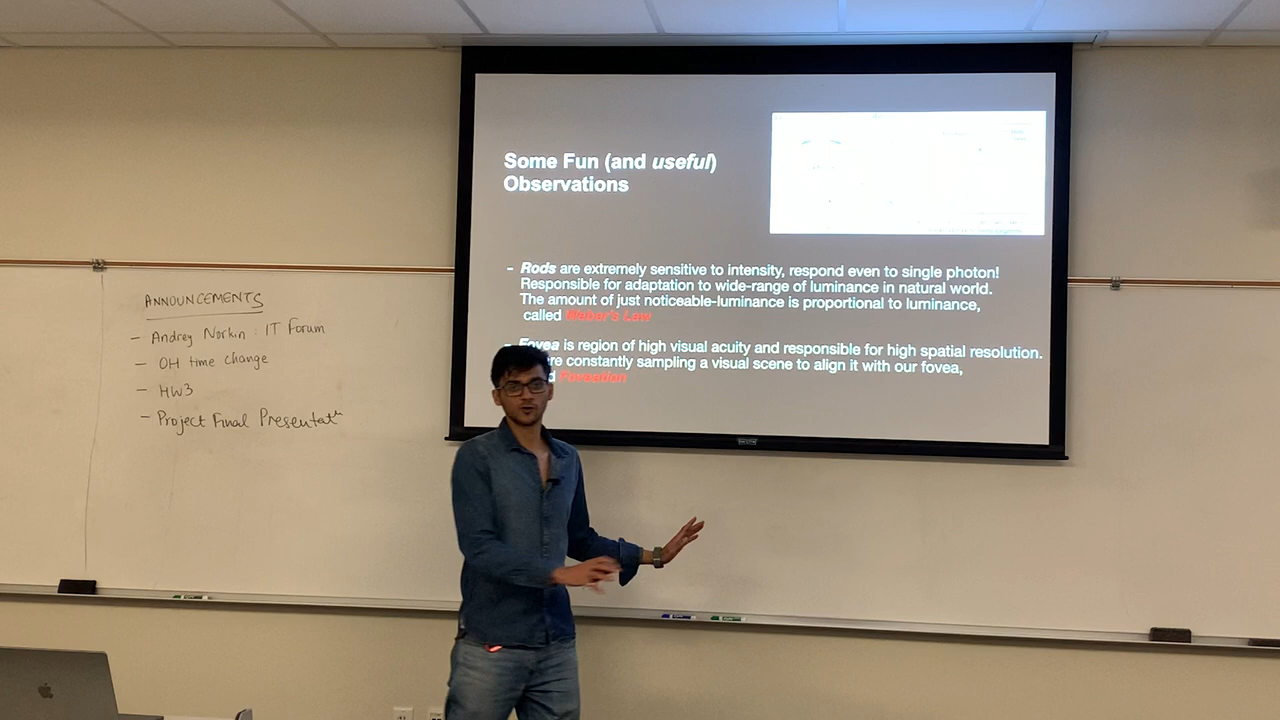 Some Fun (and useful)
Observations
- Rods are extremely sensitive to intensity, respond even to single photon!
Responsible for adaptation to wide-range of luminance in natural world.
The amount of just noticeable-luminance is proportional to luminance,
called Weber's Law
- Fovea is region of high visual acuity and responsible for high spatial resolution.
constantly sampling a visual scene to align it with our fovea,
Foveation
ANNOUNCEMENTS
- Andrey Norkin : IT Forum
- OH time change
- HW3
- Project Final Presentatn